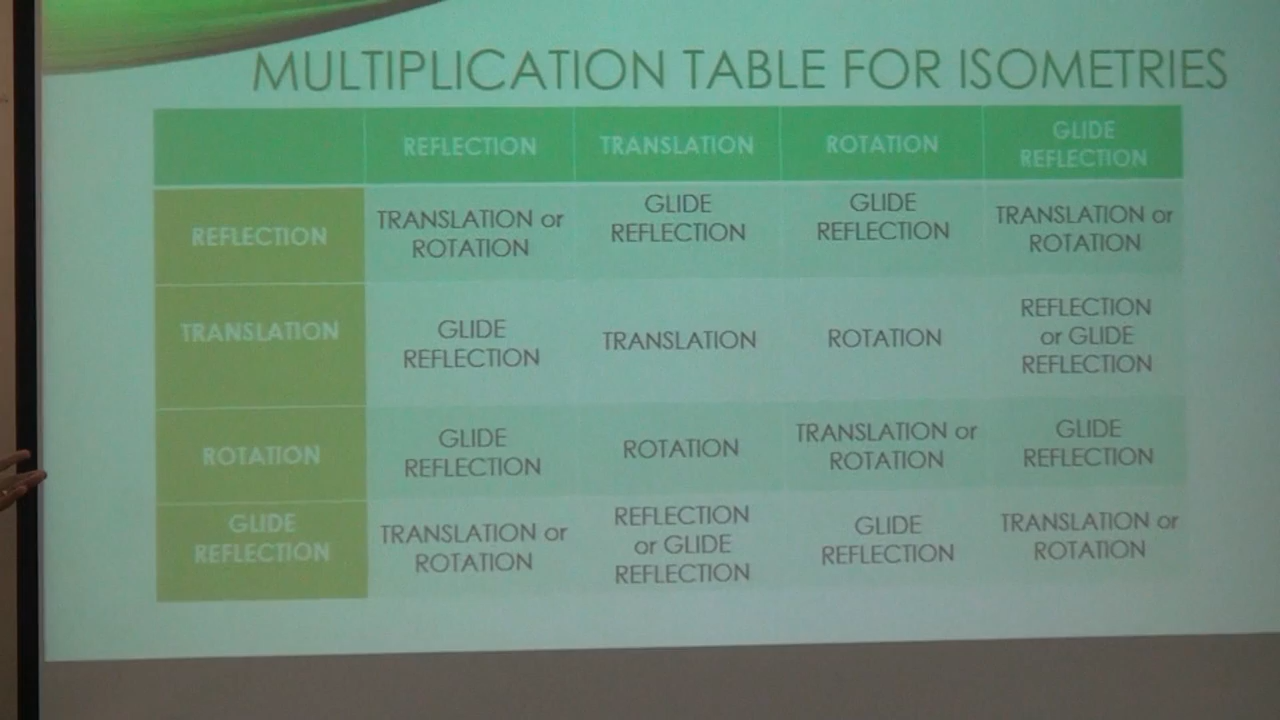 MULTIPLICATION TABLE FOR ISOMETRIES
REFLECTION TRANSLATION ROTATION GLIDE REFLECTION
REFLECTION
TRANSLATION or
ROTATION
GLIDE
REFLECTION
GLIDE
REFLECTION
TRANSLATION or
ROTATION
TRANSLATION
GLIDE
REFLECTION
TRANSLATION
ROTATION
REFLECTION
or GLIDE
REFLECTION
ROTATION
GLIDE
REFLECTION
ROTATION
TRANSLATION or
ROTATION
GLIDE
REFLECTION
GLIDE
REFLECTION
TRANSLATION or
ROTATION
REFLECTION
or GLIDE
REFLECTION
GLIDE
REFLECTION
TRANSLATION or
ROTATION